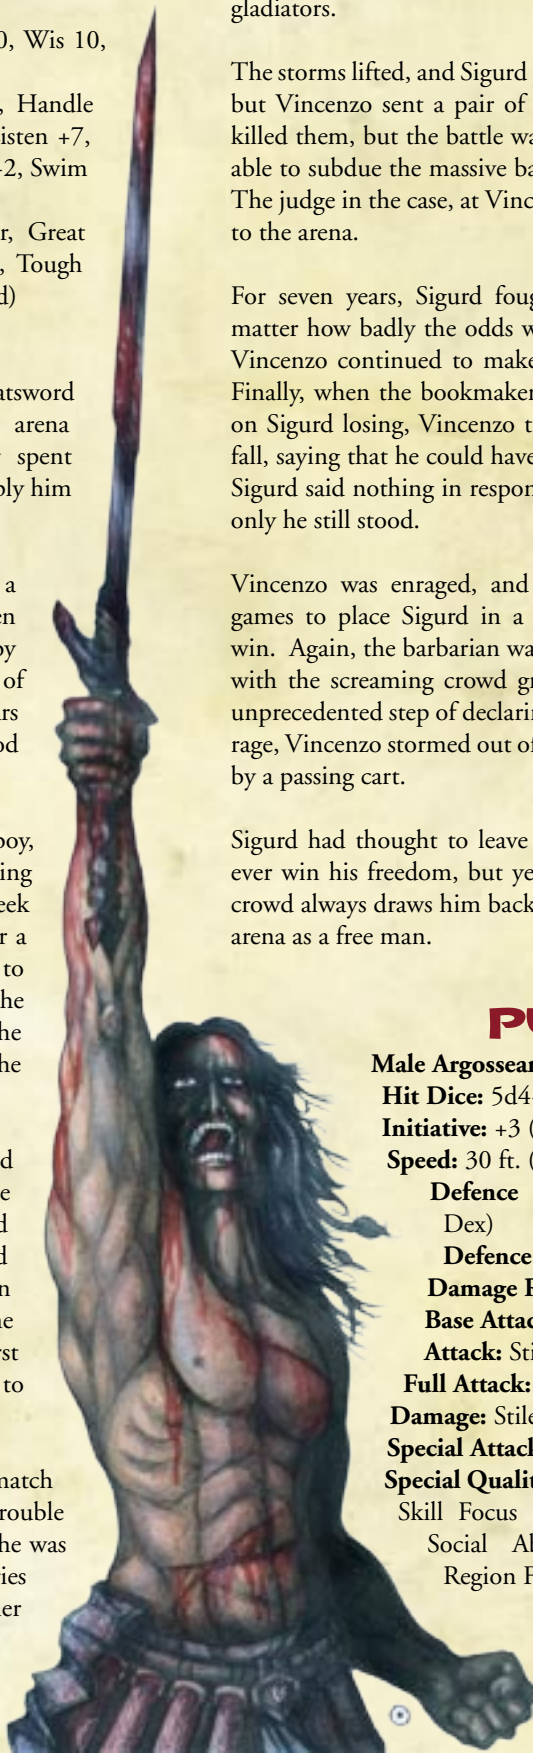 0, Wis 10,
, Handle
isten +7,
-2, Swim
r, Great
, Tough
d)
atsword
arena
spent
ply him
a
en
by
of
rs
od
boy,
ing
eek
r a
to
he
he
he
d
e
d
d
n
he
rst
to
match
rouble
he was
ries
her
gladiators.
The storms lifted, and Sigurd
but Vincenzo sent a pair of
killed them, but the battle wa
able to subdue the massive ba
The judge in the case, at Vinc
to the arena.
For seven years, Sigurd foug
matter how badly the odds w
Vincenzo continued to make
Finally, when the bookmaker
on Sigurd losing, Vincenzo t
fall, saying that he could have
Sigurd said nothing in respon
only he still stood.
Vincenzo was enraged, and
games to place Sigurd in a
win. Again, the barbarian wa
with the screaming crowd gr
unprecedented step of declarin
rage, Vincenzo stormed out of
by a passing cart.
Sigurd had thought to leave
ever win his freedom, but ye
crowd always draws him back
arena as a free man.
PU
Male Argossean
Hit Dice: 5d4
Initiative: +3 (
Speed: 30 ft. (
Defence
Dex)
Defence
Damage R
Base Attac
Attack: Sti
Full Attack:
Damage: Stile
Special Attack
Special Qualit
Skill Focus
Social Ab
Region F